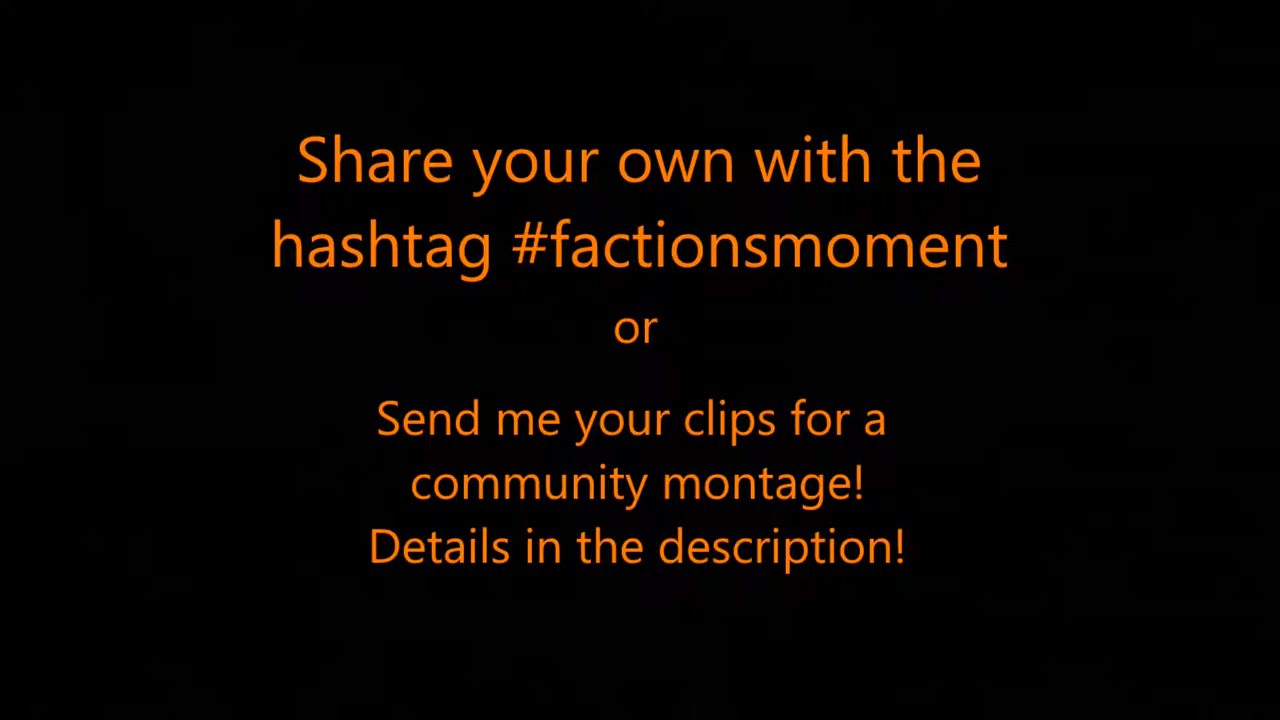 Share your own with the
hashtag #factionsmoment
or
Send me your clips for a
community montage!
Details in the description!